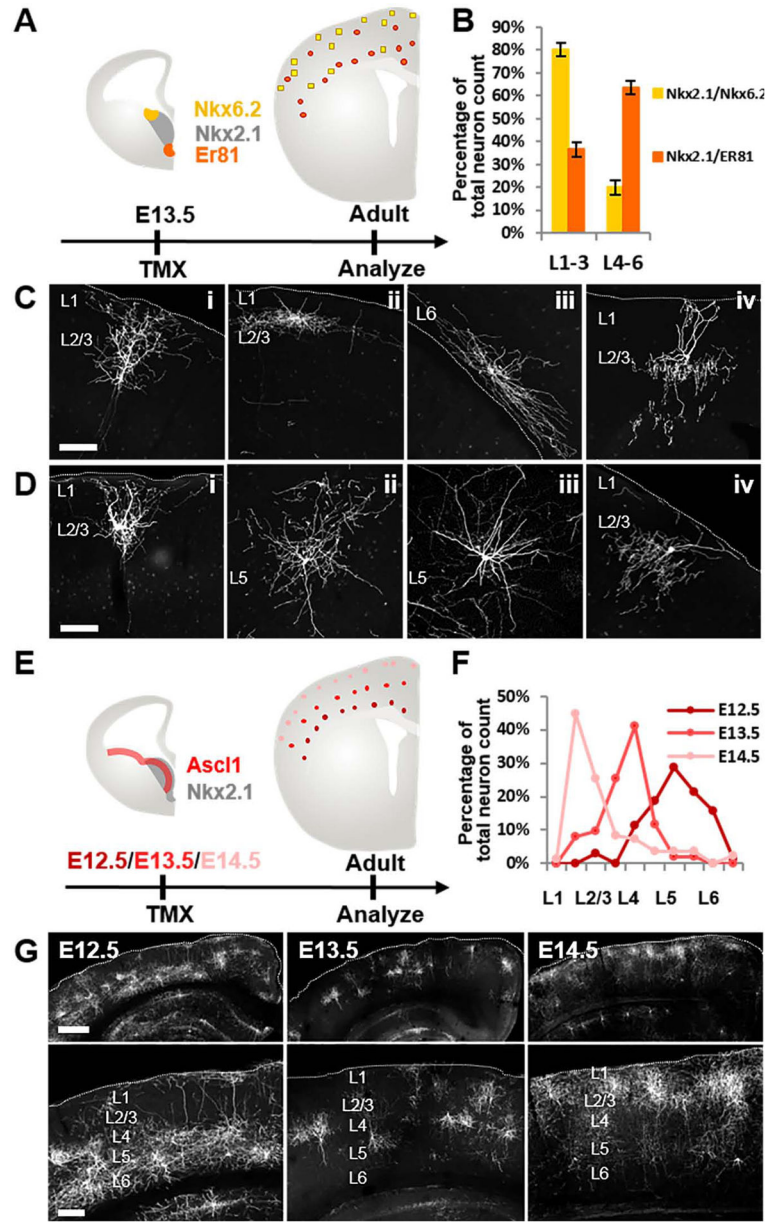 A
Nkx6.2
Nkx2.1
Er81
E13.5
TMX
Adult
Analyze
B
Percentage of
total neuron count
90%
80%
70%
60%
50%
40%
30%
20%
10%
0%
L1-3 L4-6
Nkx2.1/Nkx6.2
Nkx2.1/ER81
C
L1
L2/3
i
ii
L1
L2/3
L6
iii
iv
L1
L2/3
D
L1
L2/3
i
ii
L5
iii
L5
iv
L1
L2/3
E
Ascl1
Nkx2.1
E12.5/E13.5/E14.5
TMX
Adult
Analyze
F
Percentage of
total neuron count
50%
40%
30%
20%
10%
0%
L1 L2/3 L4 L5 L6
E12.5
E13.5
E14.5
G
E12.5
E13.5
E14.5
L1
L2/3
L4
L5
L6
L1
L2/3
L4
L5
L6
L1
L2/3
L4
L5
L6